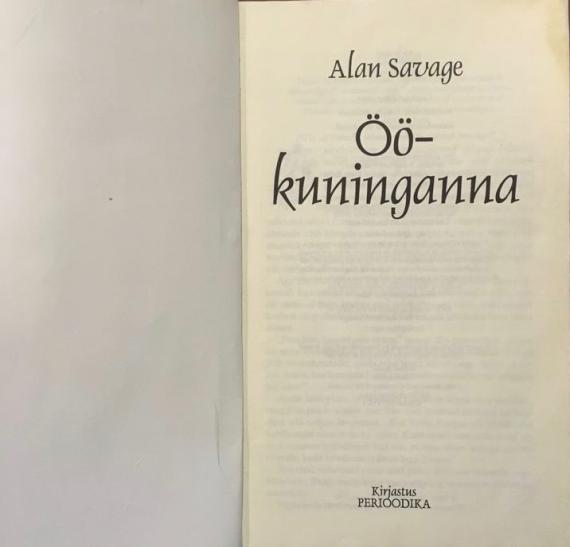 Alan Savage
Öö-
kuninganna
Kirjastus
PERIOODIKA